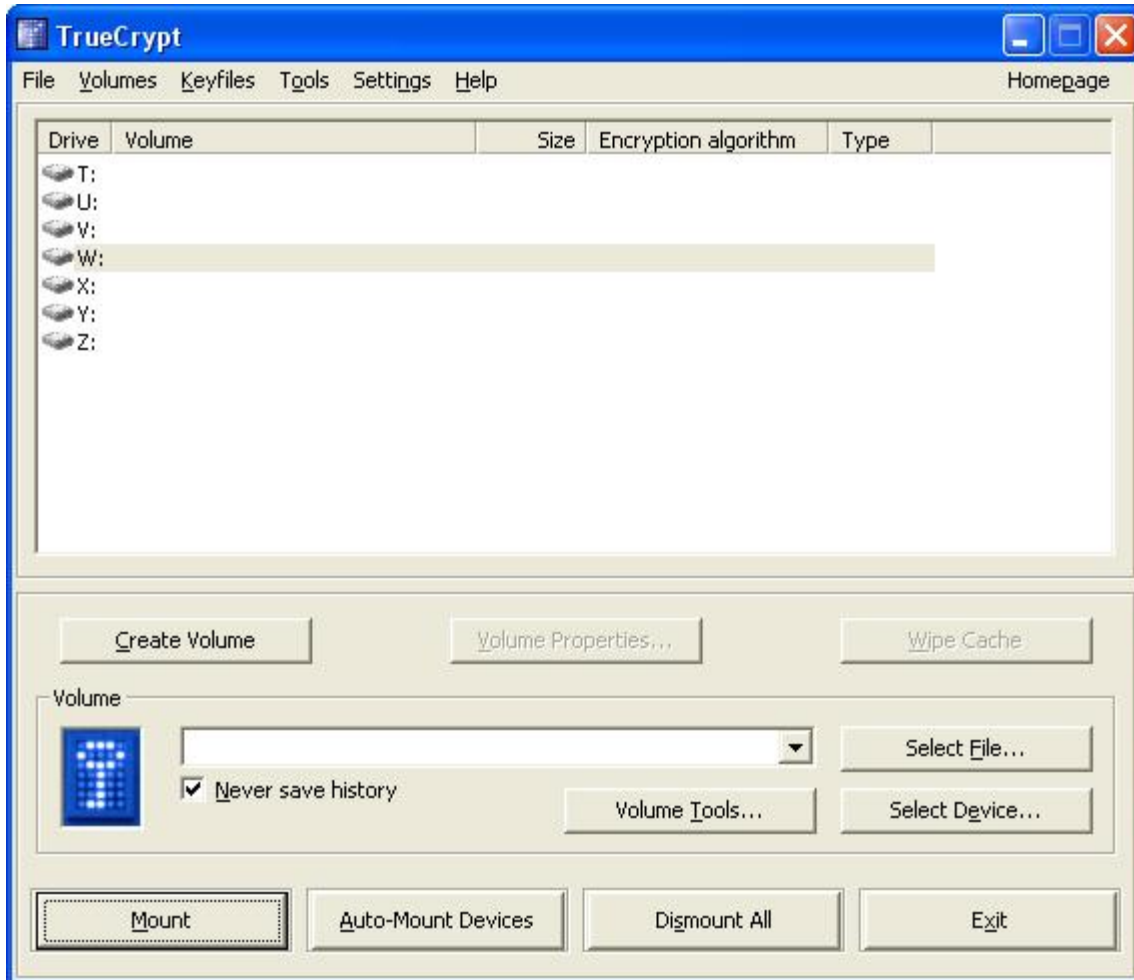 TrueCrypt
File Volumes Keyfiles Tools Settings Help Homepage
Drive Volume Size Encryption algorithm Type
T:
U:
V:
W:
X:
Y:
Z:
Create Volume Volume Properties... Wipe Cache
Volume
Select File...
Never save history
Volume Tools... Select Device...
Mount Auto-Mount Devices Dismount All Exit